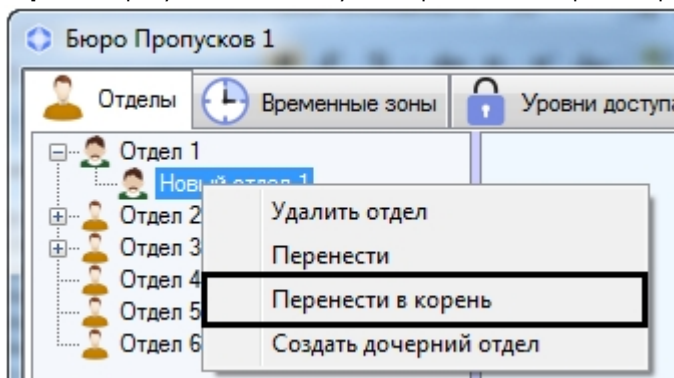 Бюро Пропусков 1
Отделы Временные зоны Уровни доступа
Отдел 1
Новый отдел 1
Отдел 2
Отдел 3
Отдел 4
Отдел 5
Отдел 6
Удалить отдел
Перенести
Перенести в корень
Создать дочерний отдел